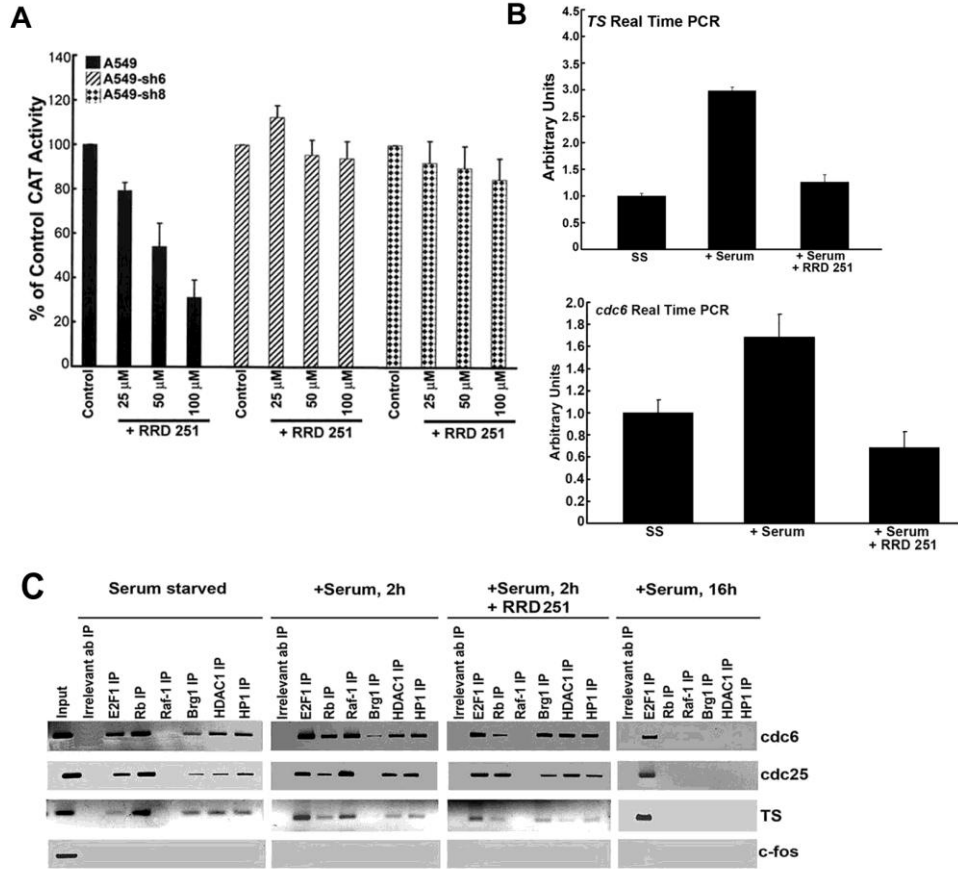 A
% of Control CAT Activity
140
120
100
80
60
40
20
0
A549
A549-sh6
A549-sh8
Control
25 µM
50 µM
100 µM
+ RRD 251
Control
25 µM
50 µM
100 µM
+ RRD 251
Control
25 µM
50 µM
100 µM
+ RRD 251
B
TS Real Time PCR
Arbitrary Units
5.0
4.5
4.0
3.5
3.0
2.5
2.0
1.5
1.0
0.5
0
SS
+ Serum
+ Serum
+ RRD 251
cdc6 Real Time PCR
Arbitrary Units
2.0
1.8
1.6
1.4
1.2
1.0
0.8
0.6
0.4
0.2
0
SS
+ Serum
+ Serum
+ RRD 251
C
Serum starved
Input
Irrelevant ab IP
E2F1 IP
Rb IP
Raf-1 IP
Brg1 IP
HDAC1 IP
HP1 IP
+Serum, 2h
Irrelevant ab IP
E2F1 IP
Rb IP
Raf-1 IP
Brg1 IP
HDAC1 IP
HP1 IP
+Serum, 2h
+ RRD251
Irrelevant ab IP
E2F1 IP
Rb IP
Raf-1 IP
Brg1 IP
HDAC1 IP
HP1 IP
+Serum, 16h
Irrelevant ab IP
E2F1 IP
Rb IP
Raf-1 IP
Brg1 IP
HDAC1 IP
HP1 IP
cdc6
cdc25
TS
c-fos